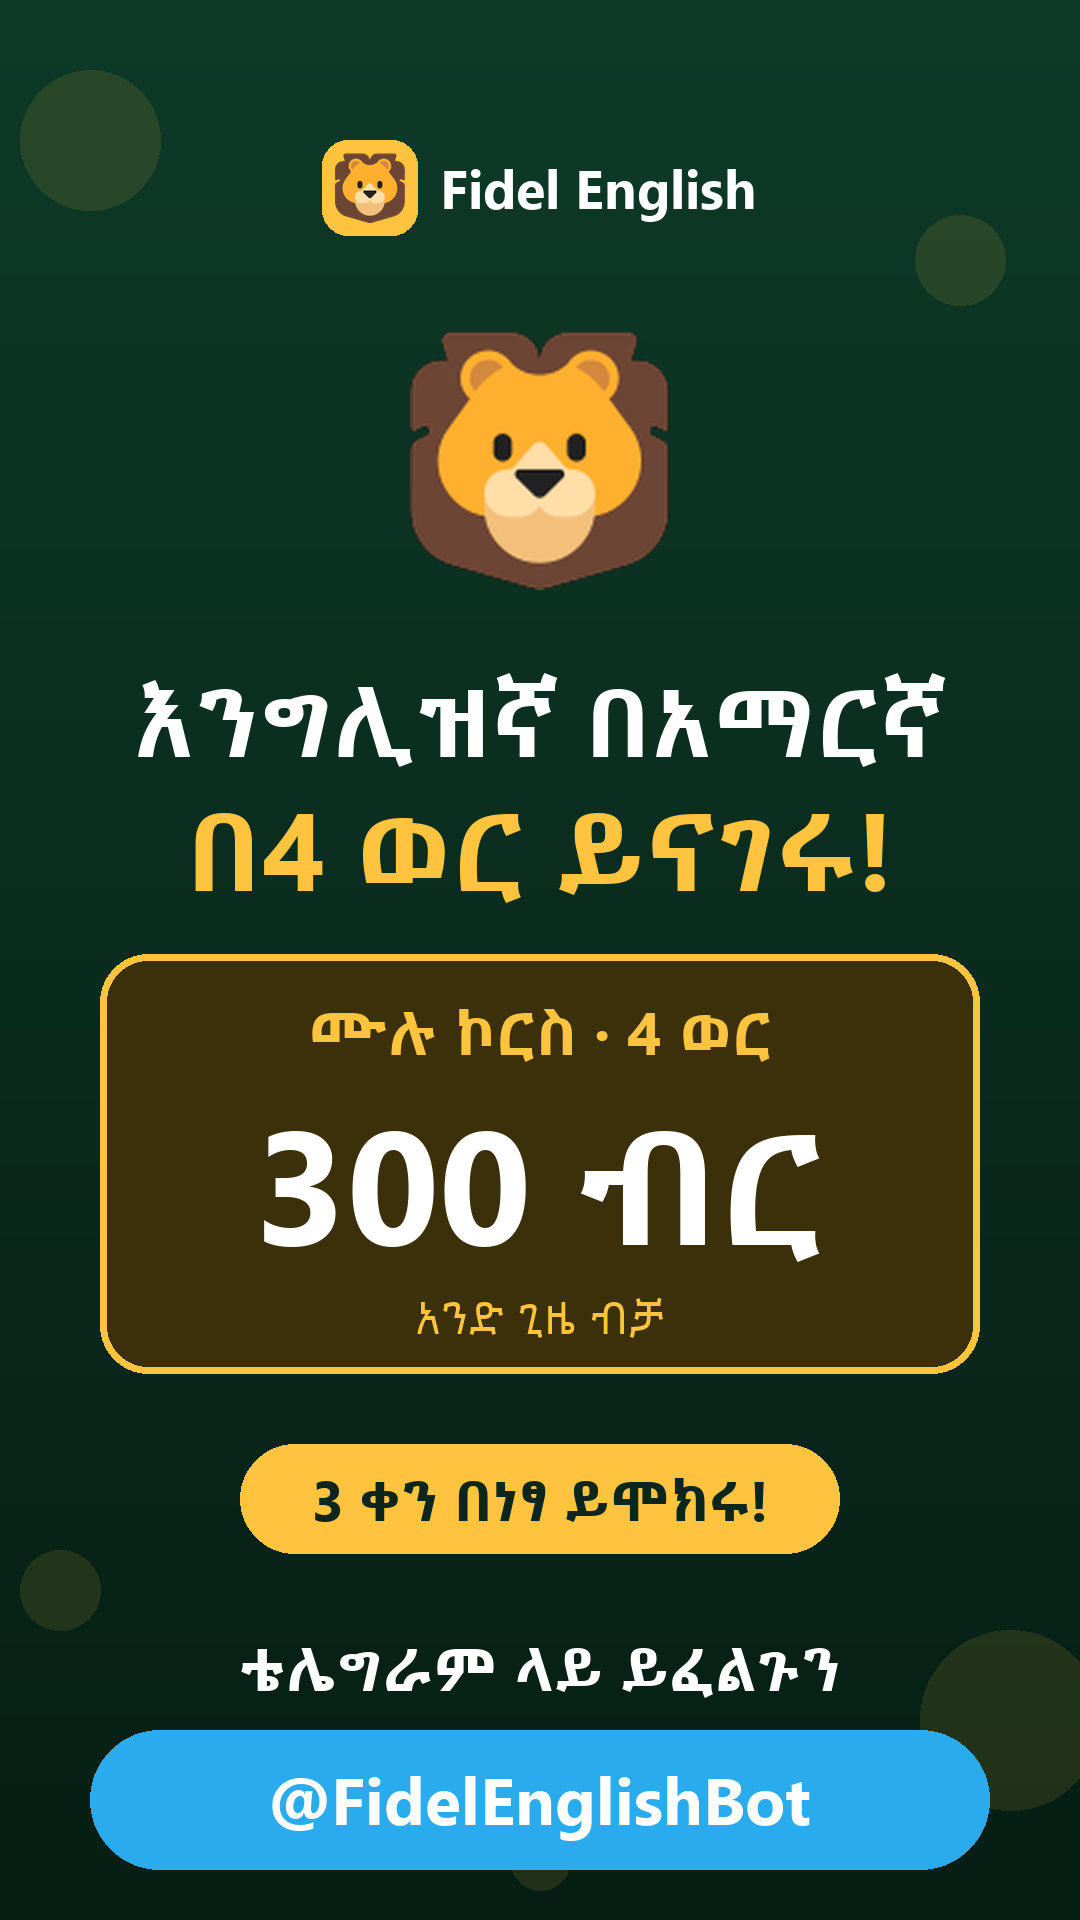 Fidel English
እንግሊዝኛ በአማርኛ
በ4 ወር ይናገሩ!
ሙሉ ኮርስ · 4 ወር
300 ብር
አንድ ጊዜ ብቻ
3 ቀን በነፃ ይሞክሩ!
ቴሌግራም ላይ ይፈልጉን
@FidelEnglishBot